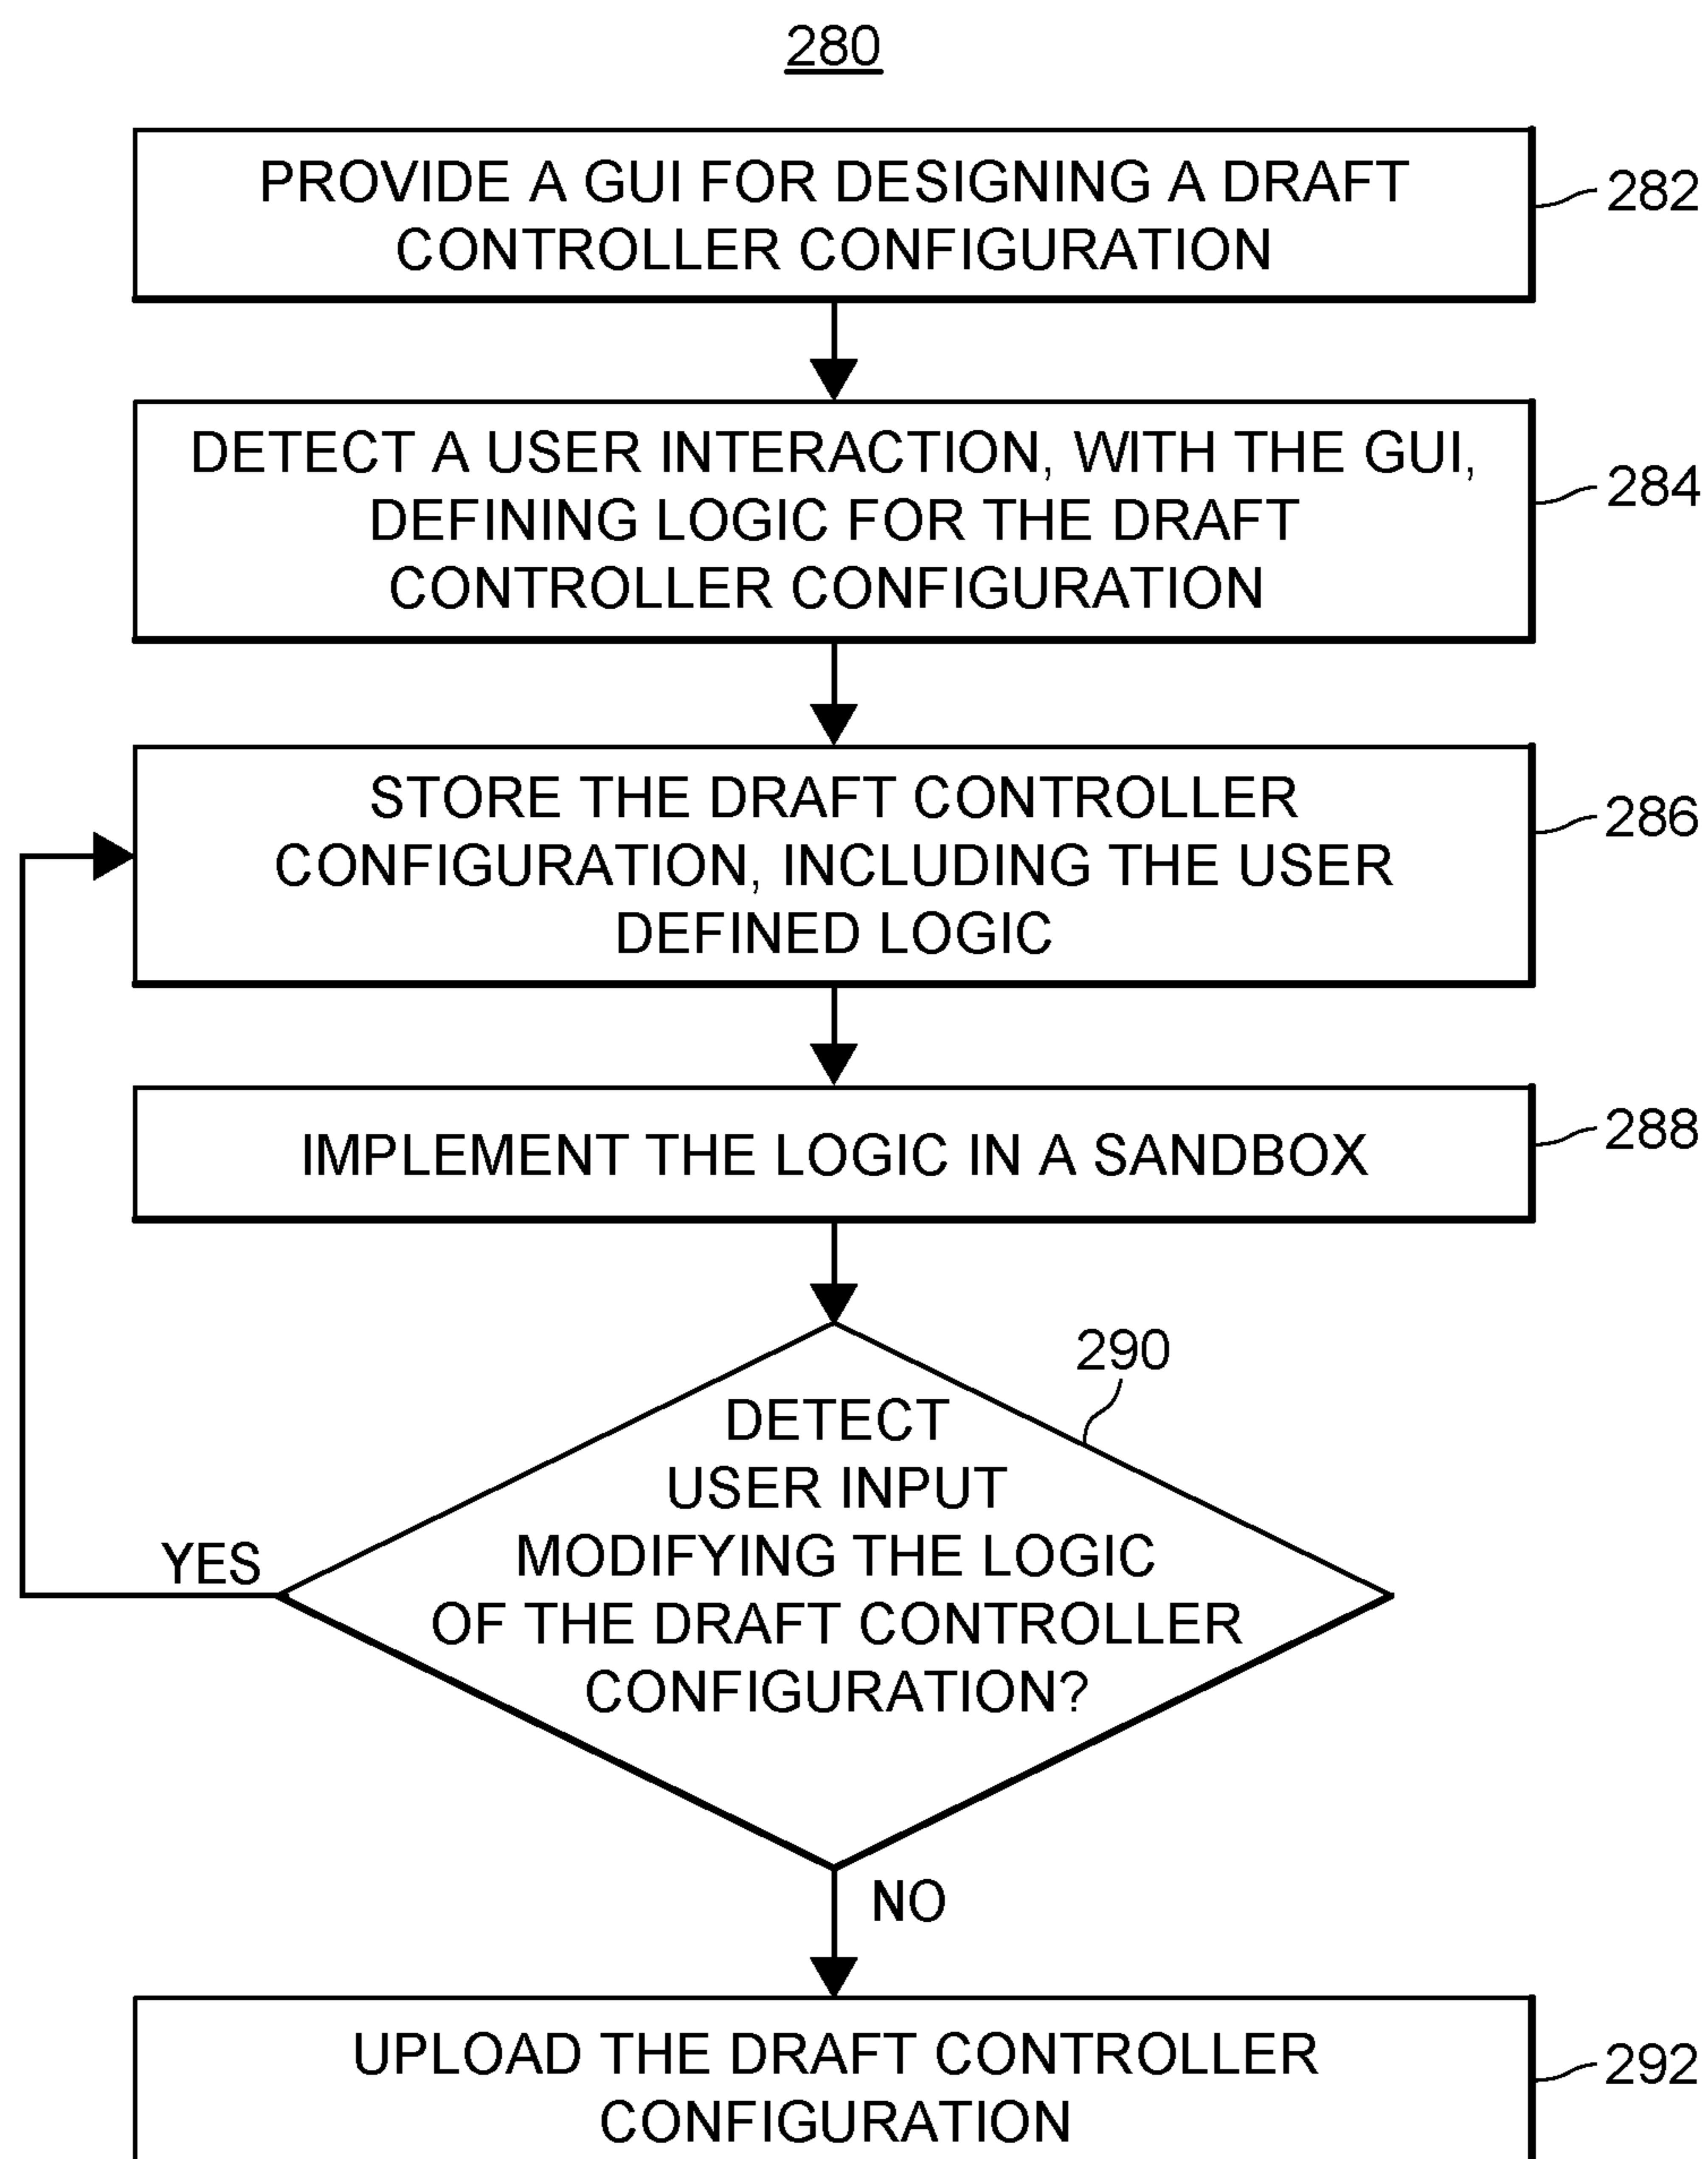 280
PROVIDE A GUI FOR DESIGNING A DRAFT
CONTROLLER CONFIGURATION
282
DETECT A USER INTERACTION, WITH THE GUI,
DEFINING LOGIC FOR THE DRAFT
CONTROLLER CONFIGURATION
284
STORE THE DRAFT CONTROLLER
CONFIGURATION, INCLUDING THE USER
DEFINED LOGIC
286
IMPLEMENT THE LOGIC IN A SANDBOX
288
290
DETECT
USER INPUT
MODIFYING THE LOGIC
OF THE DRAFT CONTROLLER
CONFIGURATION?
YES
NO
UPLOAD THE DRAFT CONTROLLER
CONFIGURATION
292